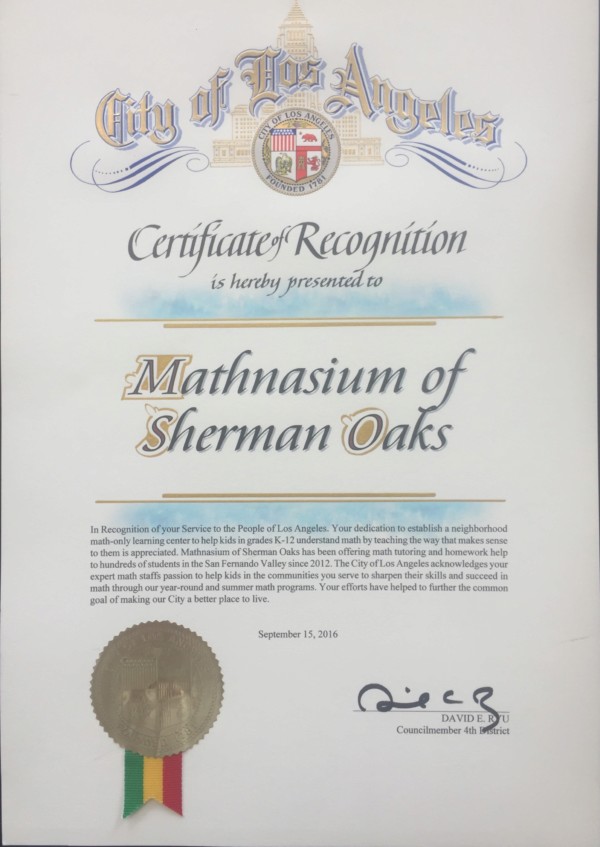 City of Los Angeles
CITY OF LOS ANGELES
FOUNDED 1781
Certificate of Recognition
is hereby presented to
Mathnasium of
Sherman Oaks
In Recognition of your Service to the People of Los Angeles. Your dedication to establish a neighborhood
math-only learning center to help kids in grades K-12 understand math by teaching the way that makes sense
to them is appreciated. Mathnasium of Sherman Oaks has been offering math tutoring and homework help
to hundreds of students in the San Fernando Valley since 2012. The City of Los Angeles acknowledges your
expert math staffs passion to help kids in the communities you serve to sharpen their skills and succeed in
math through our year-round and summer math programs. Your efforts have helped to further the common
goal of making our City a better place to live.
September 15, 2016
DAVID E. RYU
Councilmember 4th District